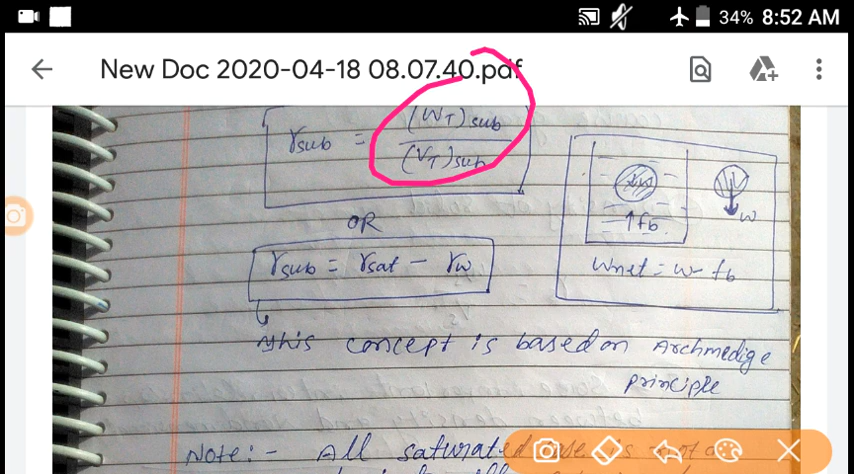 34% 8:52 AM
New Doc 2020-04-18 08.07.40.pdf
γsub = (WT)sub / (VT)sub
OR
γsub = γsat - γw
↑fb
w
Wnet = w - fb
This concept is based on Archmedige
principle
Note:- All saturated